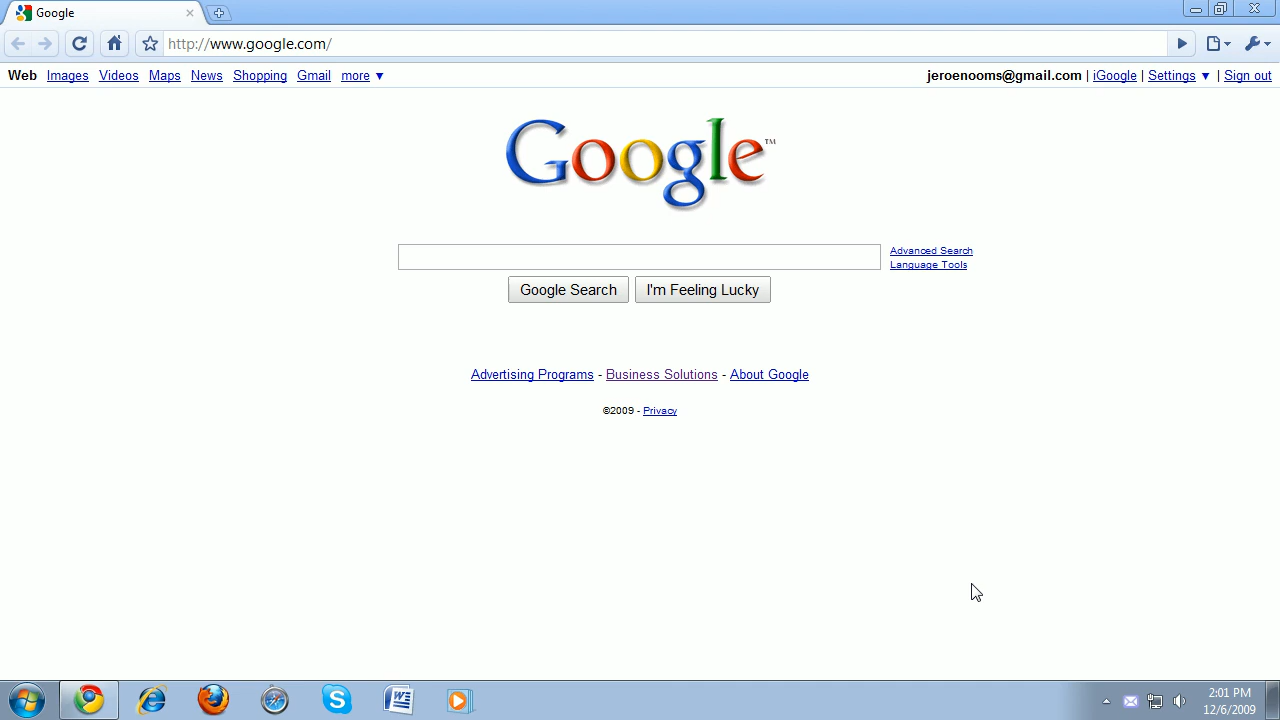 Google
http://www.google.com/
Web Images Videos Maps News Shopping Gmail more ▼ jeroenooms@gmail.com | iGoogle | Settings ▼ | Sign out
Google™
Advanced Search
Language Tools
Google Search I'm Feeling Lucky
Advertising Programs - Business Solutions - About Google
©2009 - Privacy
2:01 PM
12/6/2009